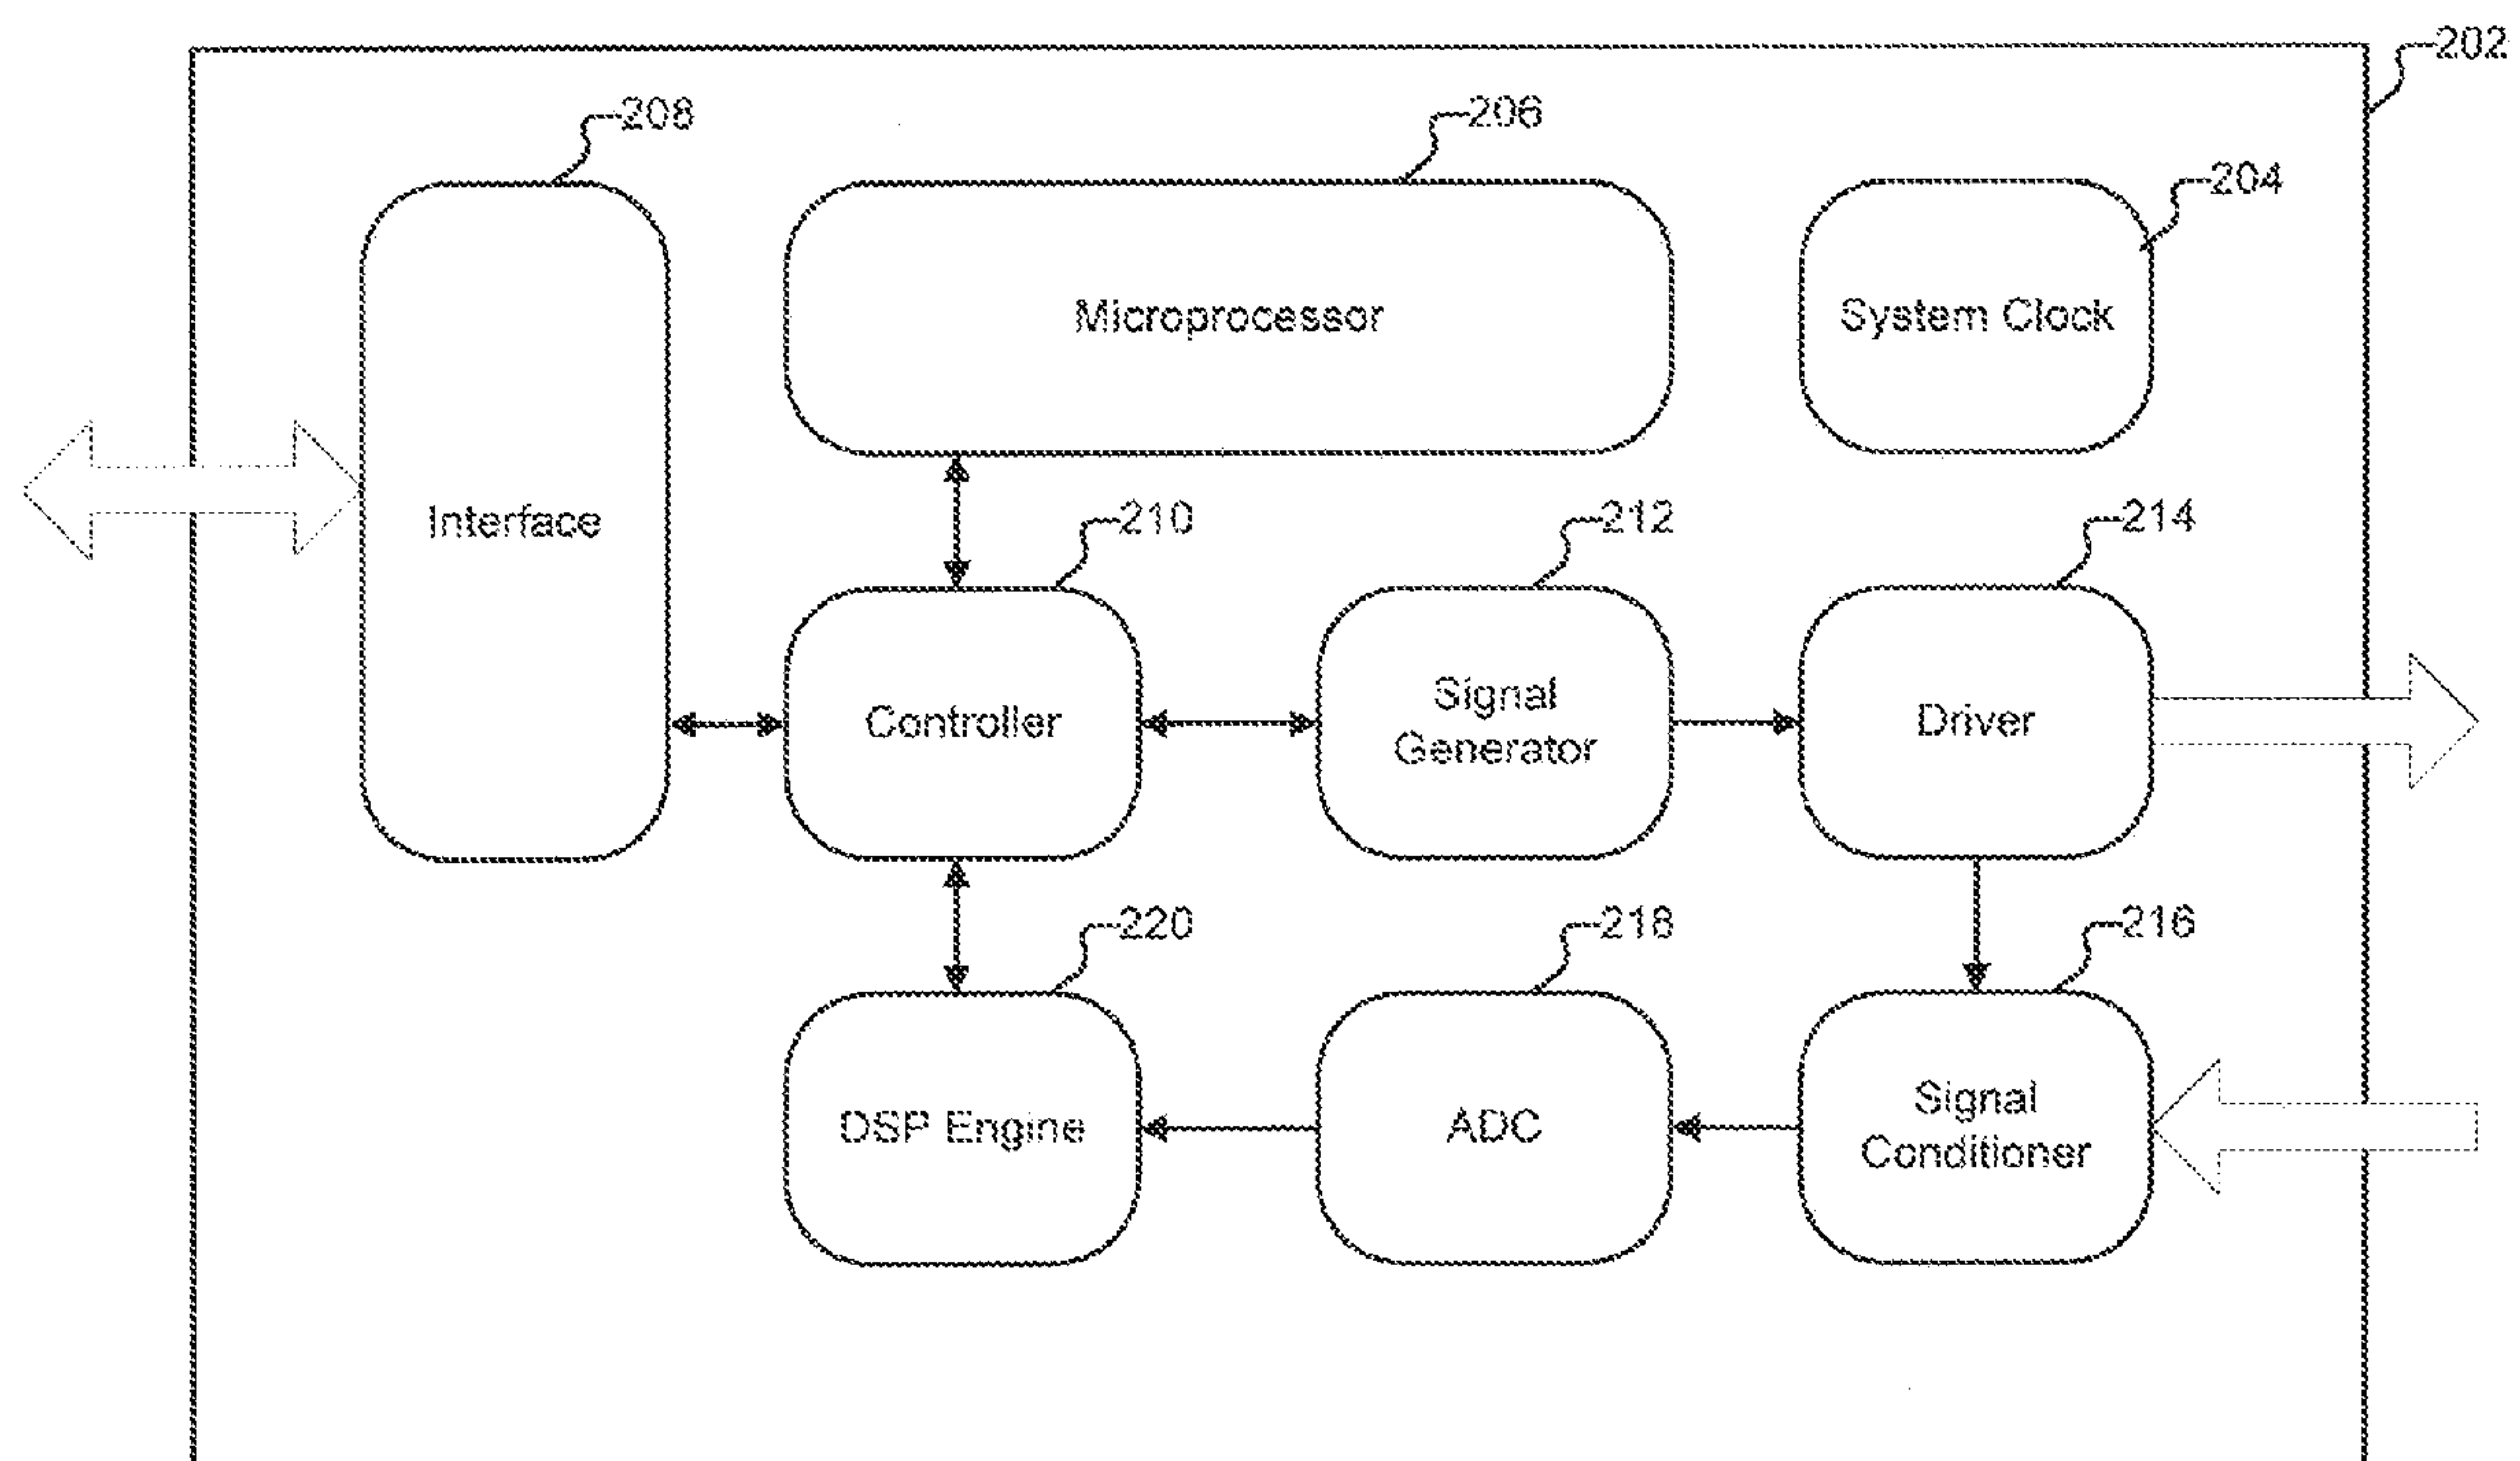 202
208
206
204
Microprocessor
System Clock
Interface
210
212
214
Controller
Signal
Generator
Driver
220
218
216
DSP Engine
ADC
Signal
Conditioner